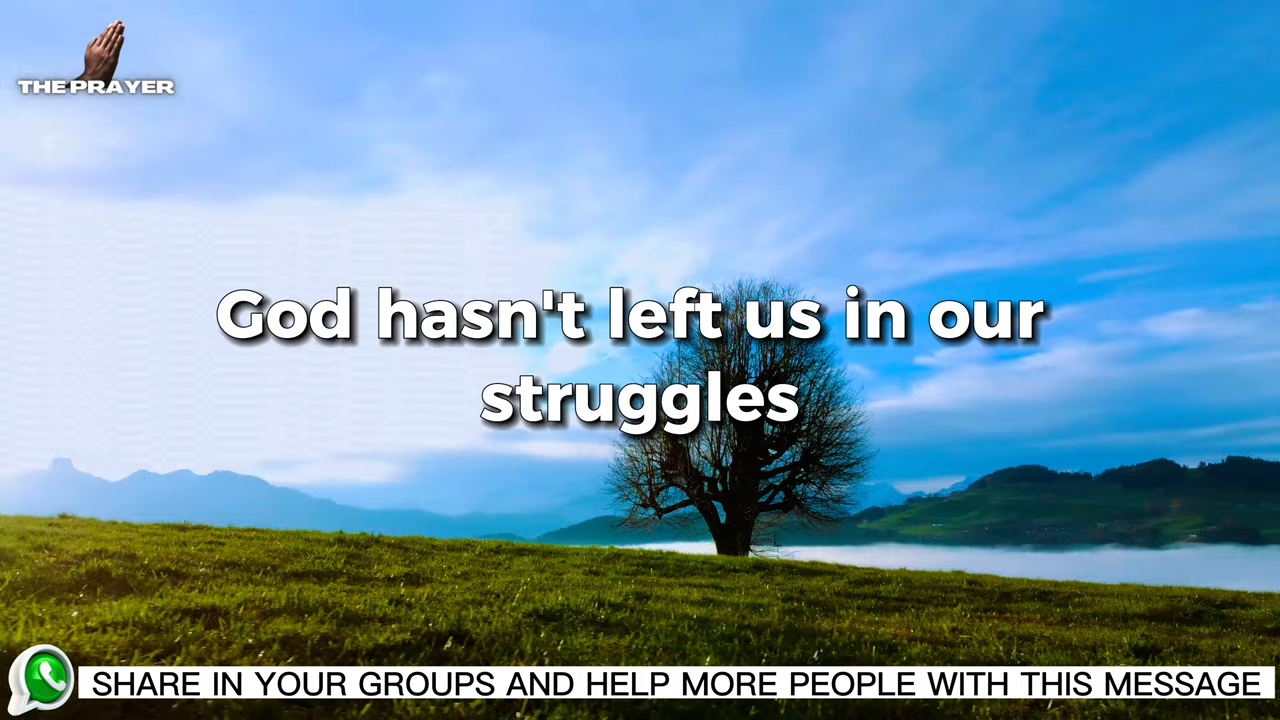 THE PRAYER
God hasn't left us in our
struggles
SHARE IN YOUR GROUPS AND HELP MORE PEOPLE WITH THIS MESSAGE